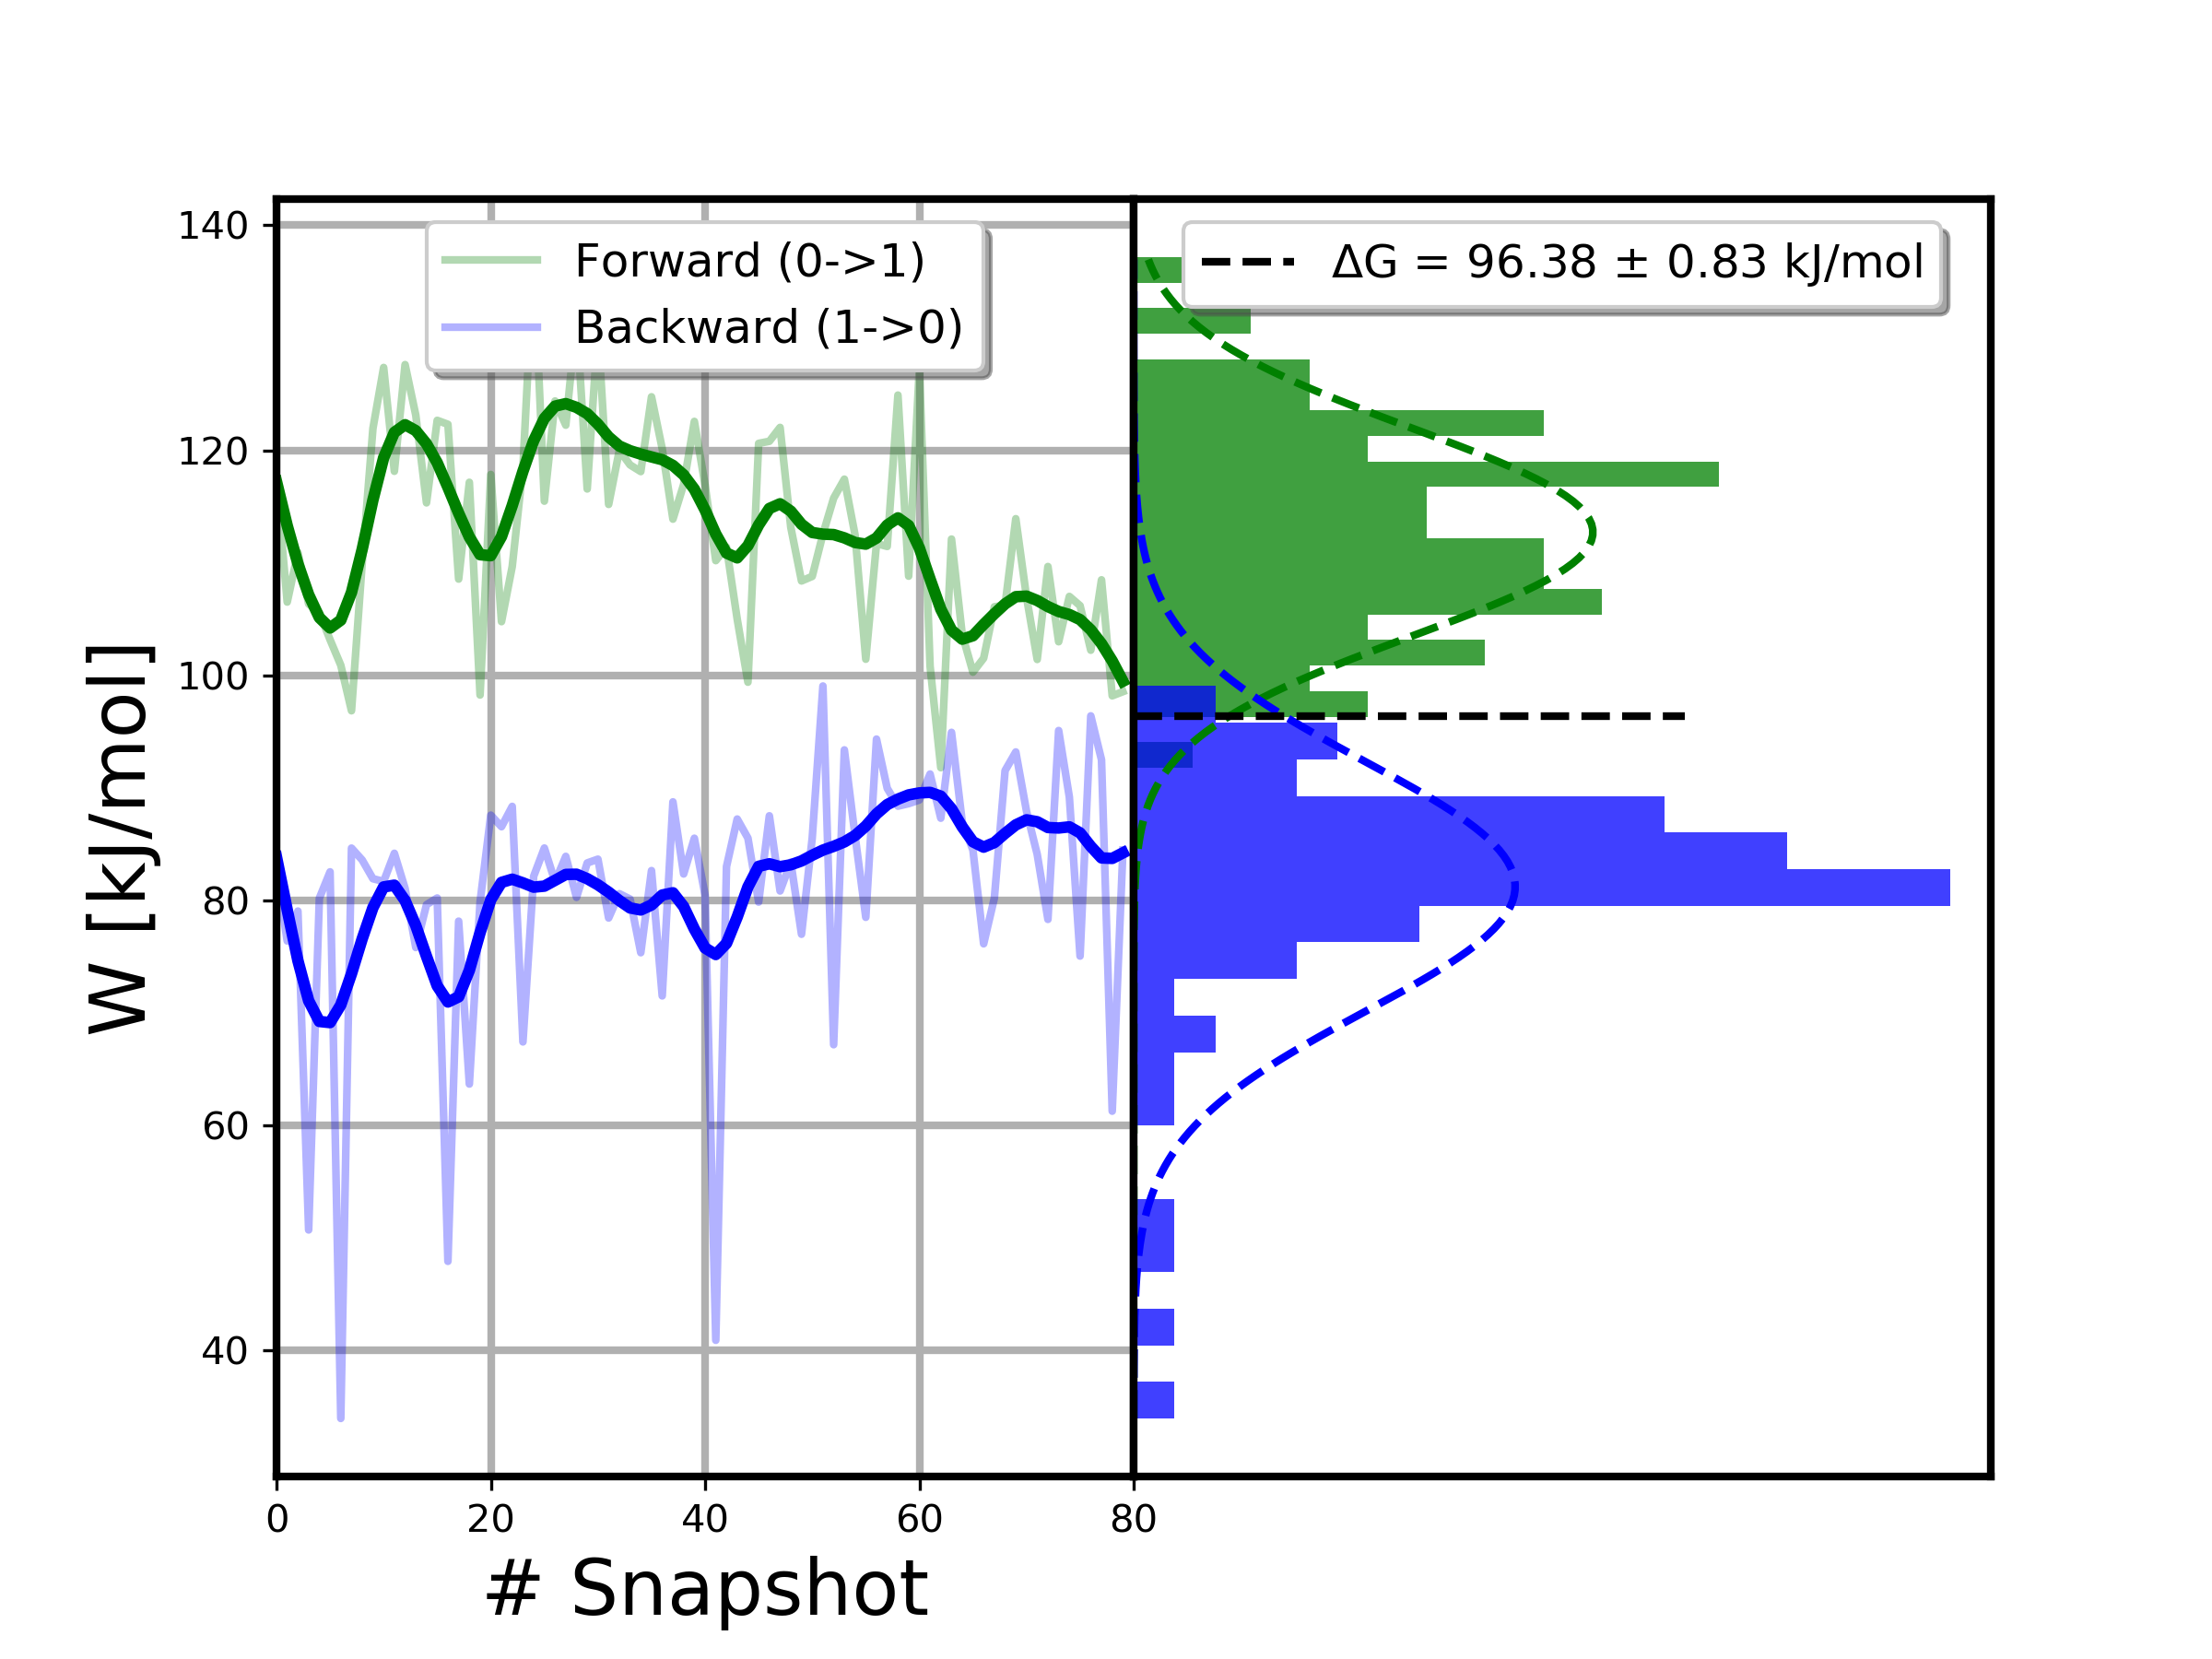 140
120
100
80
60
40
W [kJ/mol]
0 20 40 60 80
# Snapshot
Forward (0->1)
Backward (1->0)
ΔG = 96.38 ± 0.83 kJ/mol